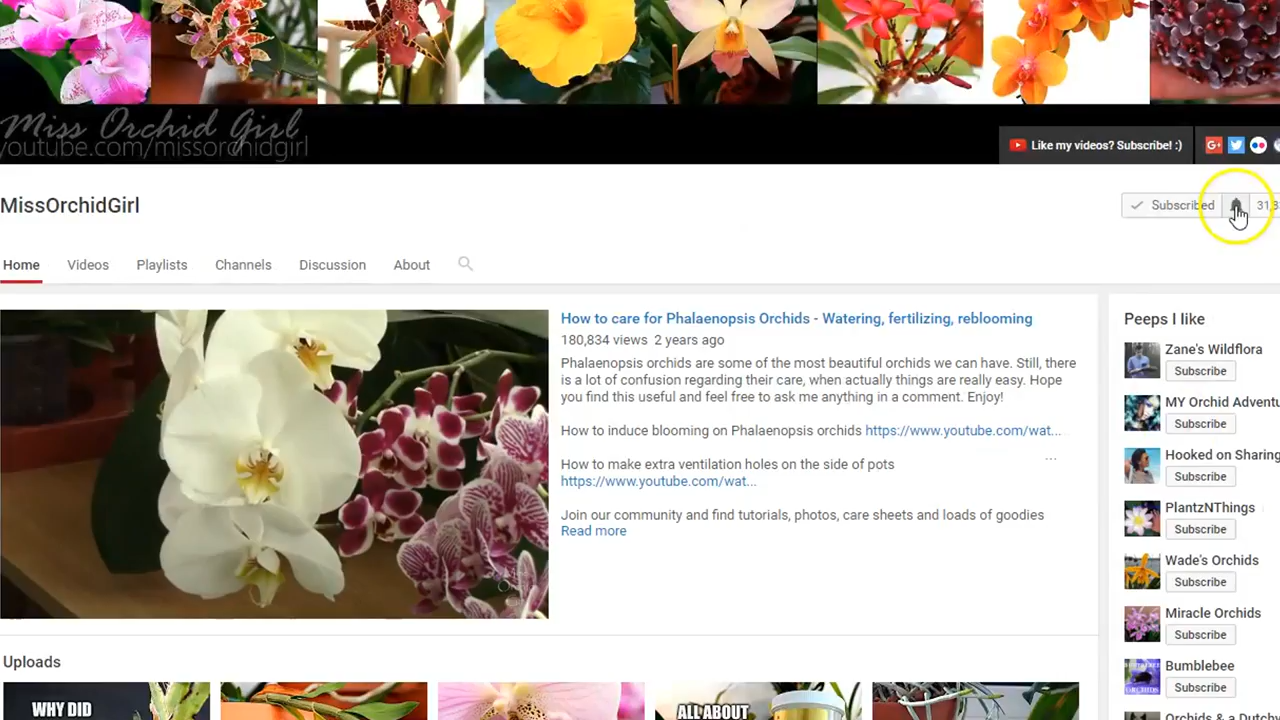 Miss Orchid Girl
youtube.com/missorchidgirl
Like my videos? Subscribe! :)
MissOrchidGirl
Subscribed
Home
Videos
Playlists
Channels
Discussion
About
How to care for Phalaenopsis Orchids - Watering, fertilizing, reblooming
180,834 views 2 years ago
Phalaenopsis orchids are some of the most beautiful orchids we can have. Still, there
is a lot of confusion regarding their care, when actually things are really easy. Hope
you find this useful and feel free to ask me anything in a comment. Enjoy!
How to induce blooming on Phalaenopsis orchids https://www.youtube.com/wat...
How to make extra ventilation holes on the side of pots
https://www.youtube.com/wat...
Join our community and find tutorials, photos, care sheets and loads of goodies
Read more
Peeps I like
Zane's Wildflora
Subscribe
MY Orchid Adventu
Subscribe
Hooked on Sharing
Subscribe
PlantzNThings
Subscribe
Wade's Orchids
Subscribe
Miracle Orchids
Subscribe
Bumblebee
Subscribe
Uploads
WHY DID
ALL ABOUT